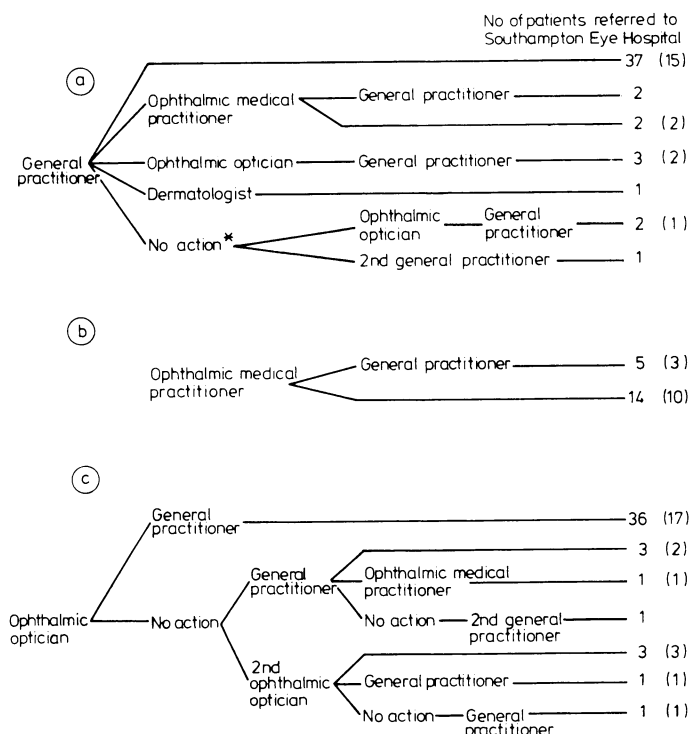 No of patients referred to
Southampton Eye Hospital
a
37 (15)
Ophthalmic medical
practitioner
General practitioner
2
2 (2)
General
practitioner
Ophthalmic optician
General practitioner
3 (2)
Dermatologist
1
No action*
Ophthalmic
optician
General
practitioner
2 (1)
2nd general practitioner
1
b
Ophthalmic medical
practitioner
General practitioner
5 (3)
14 (10)
c
General
practitioner
36 (17)
Ophthalmic
optician
No action
General
practitioner
3 (2)
Ophthalmic medical
practitioner
1 (1)
No action
2nd general
practitioner
1
2nd
ophthalmic
optician
3 (3)
General practitioner
1 (1)
No action
General
practitioner
1 (1)